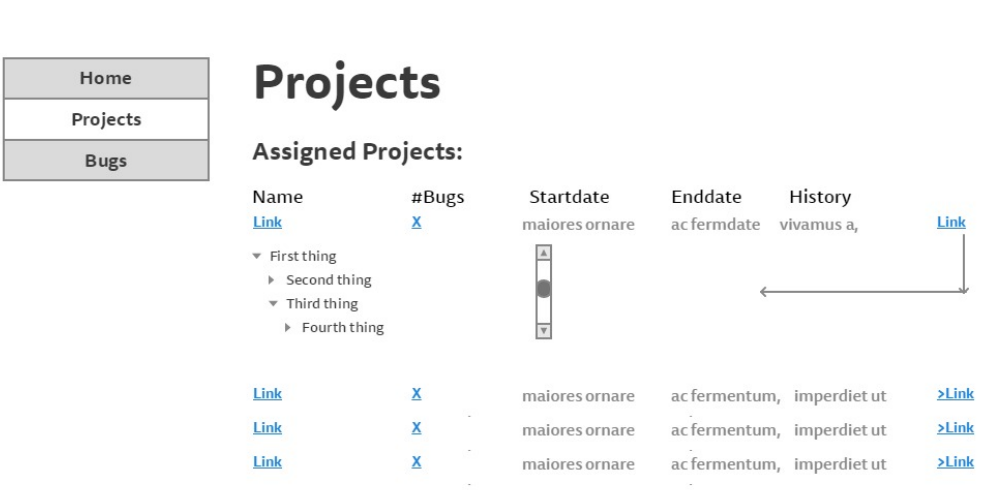 Home
Projects
Bugs
Projects
Assigned Projects:
Name #Bugs Startdate Enddate History
Link X maiores ornare ac fermdate vivamus a, Link
First thing
Second thing
Third thing
Fourth thing
Link X maiores ornare ac fermentum, imperdiet ut >Link
Link X maiores ornare ac fermentum, imperdiet ut >Link
Link X maiores ornare ac fermentum, imperdiet ut >Link